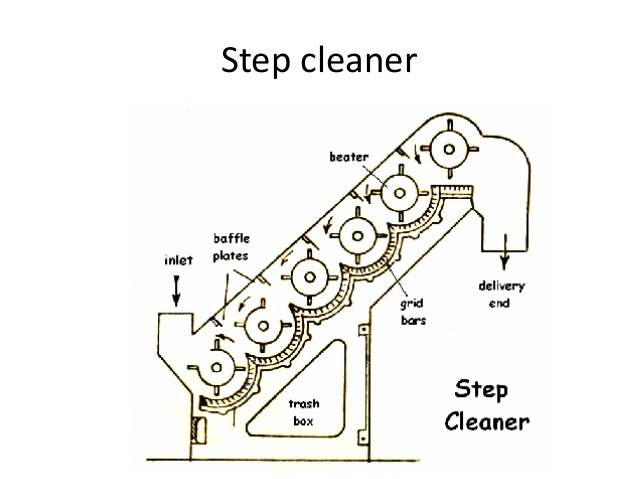 Step cleaner
beater
baffle
plates
inlet
delivery
end
grid
bars
trash
box
Step
Cleaner